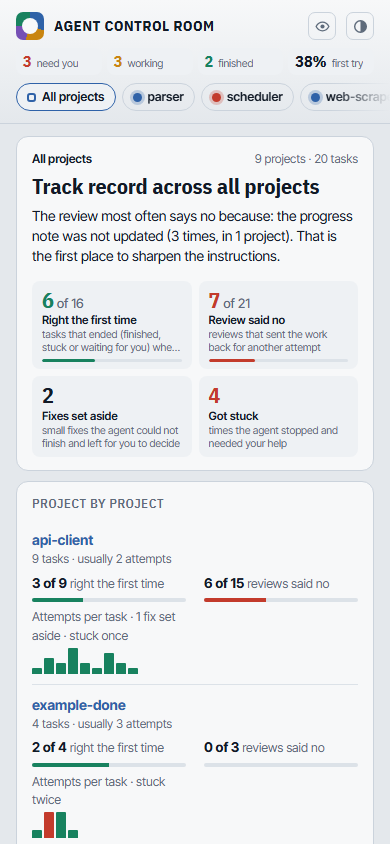 AGENT CONTROL ROOM
3 need you
3 working
2 finished
38% first try
All projects
parser
scheduler
web-scrap
All projects
9 projects · 20 tasks
Track record across all projects
The review most often says no because: the progress
note was not updated (3 times, in 1 project). That is
the first place to sharpen the instructions.
6 of 16
Right the first time
tasks that ended (finished,
stuck or waiting for you) whe...
7 of 21
Review said no
reviews that sent the work
back for another attempt
2
Fixes set aside
small fixes the agent could not
finish and left for you to decide
4
Got stuck
times the agent stopped and
needed your help
PROJECT BY PROJECT
api-client
9 tasks · usually 2 attempts
3 of 9 right the first time
6 of 15 reviews said no
Attempts per task · 1 fix set
aside · stuck once
example-done
4 tasks · usually 3 attempts
2 of 4 right the first time
0 of 3 reviews said no
Attempts per task · stuck
twice